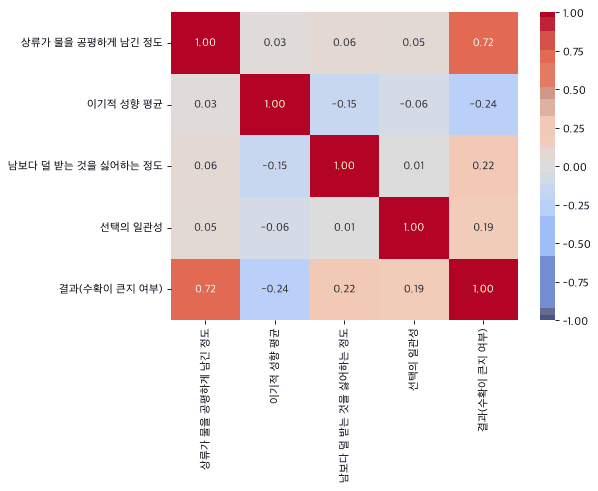 상류가 물을 공평하게 남긴 정도
1.00 0.03 0.06 0.05 0.72
이기적 성향 평균
0.03 1.00 -0.15 -0.06 -0.24
남보다 덜 받는 것을 싫어하는 정도
0.06 -0.15 1.00 0.01 0.22
선택의 일관성
0.05 -0.06 0.01 1.00 0.19
결과(수확이 큰지 여부)
0.72 -0.24 0.22 0.19 1.00
상류가 물을 공평하게 남긴 정도
이기적 성향 평균
남보다 덜 받는 것을 싫어하는 정도
선택의 일관성
결과(수확이 큰지 여부)
1.00
0.75
0.50
0.25
0.00
-0.25
-0.50
-0.75
-1.00